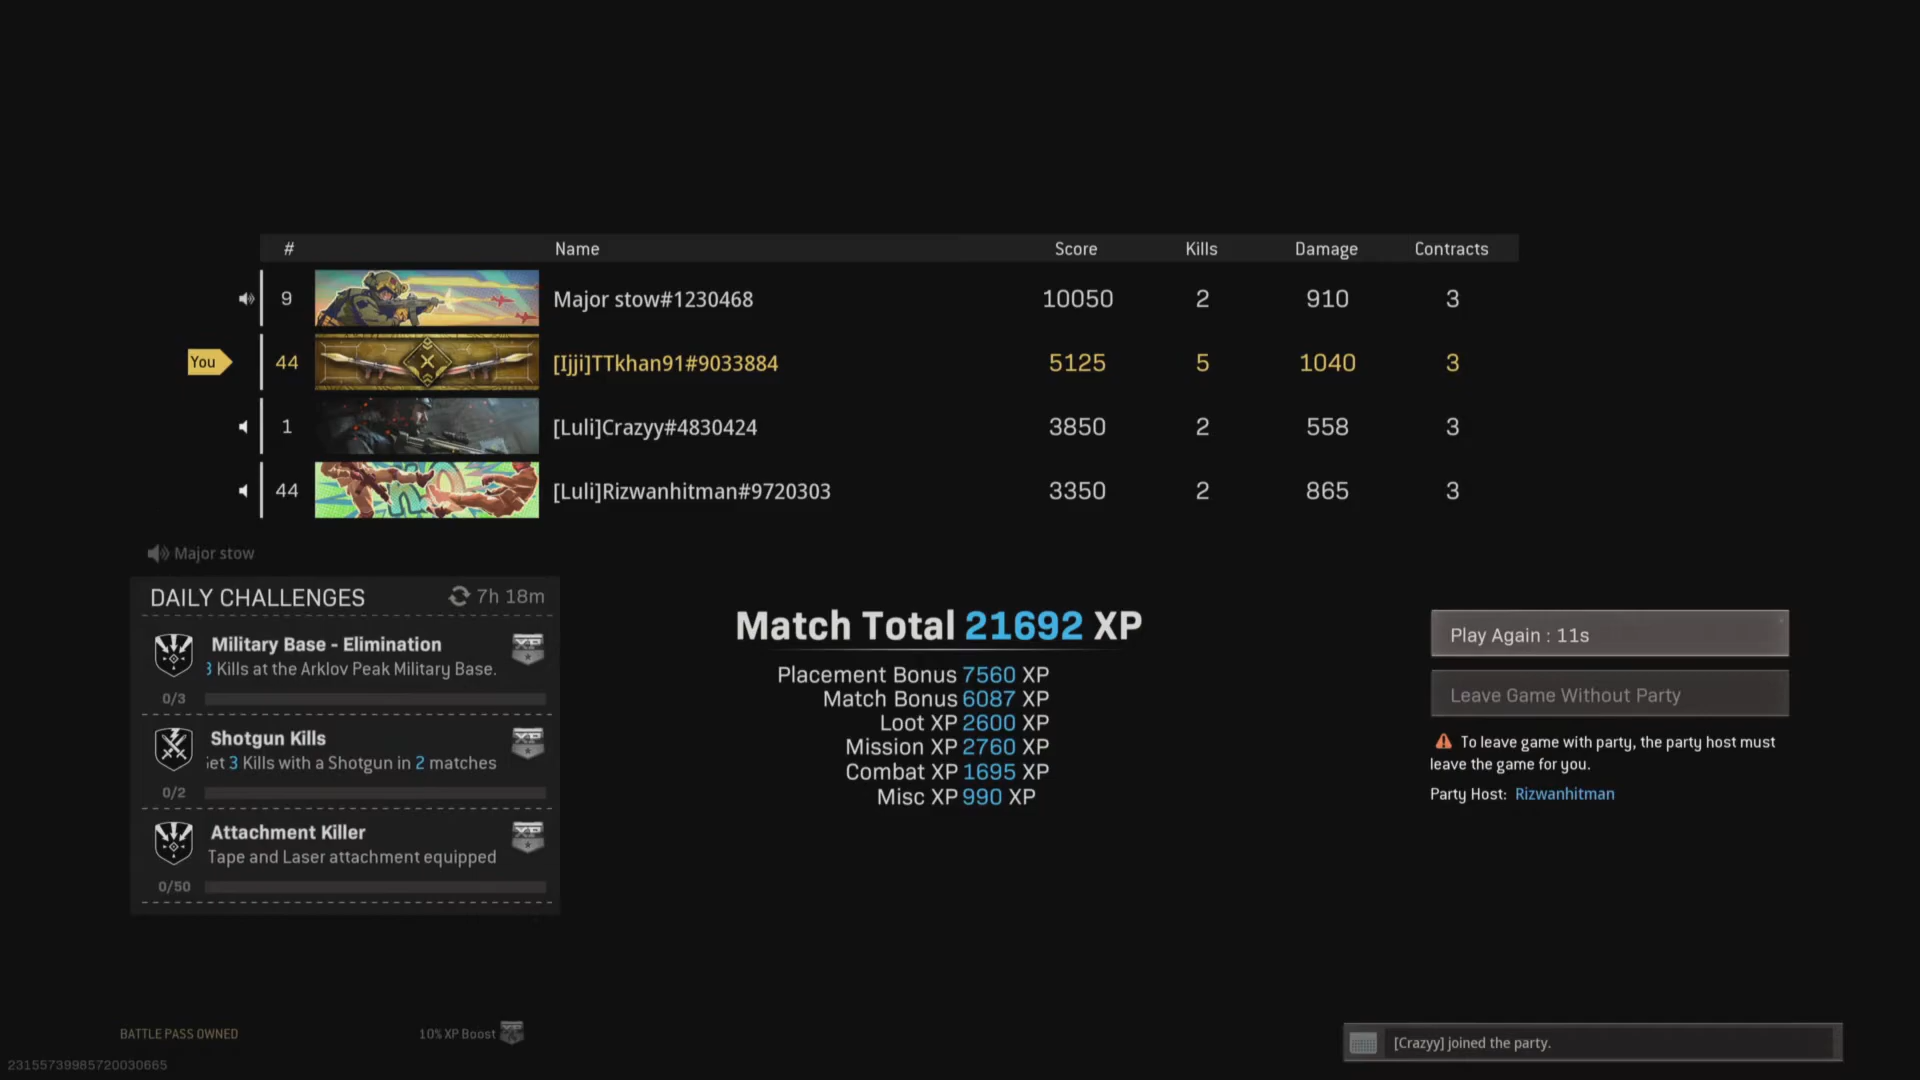 # Name Score Kills Damage Contracts
9 Major stow#1230468 10050 2 910 3
You 44 [Ijji]TTkhan91#9033884 5125 5 1040 3
1 [Luli]Crazyy#4830424 3850 2 558 3
44 [Luli]Rizwanhitman#9720303 3350 2 865 3
Major stow
DAILY CHALLENGES 7h 18m
Military Base - Elimination XP
3 Kills at the Arklov Peak Military Base.
0/3
Shotgun Kills XP
et 3 Kills with a Shotgun in 2 matches
0/2
Attachment Killer XP
Tape and Laser attachment equipped
0/50
Match Total 21692 XP
Placement Bonus 7560 XP
Match Bonus 6087 XP
Loot XP 2600 XP
Mission XP 2760 XP
Combat XP 1695 XP
Misc XP 990 XP
Play Again : 11s
Leave Game Without Party
To leave game with party, the party host must
leave the game for you.
Party Host: Rizwanhitman
BATTLE PASS OWNED
10% XP Boost XP
[Crazyy] joined the party.
23155739985720030665